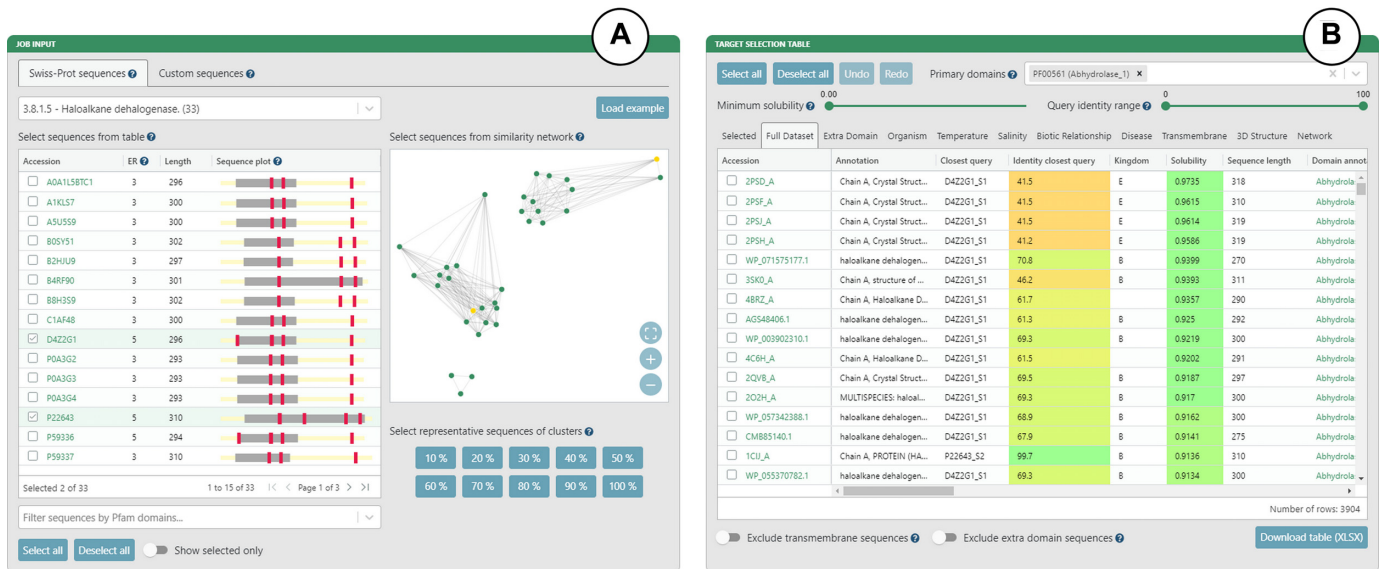 A
JOB INPUT
Swiss-Prot sequences ? Custom sequences ?
3.8.1.5 - Haloalkane dehalogenase. (33)
Load example
Select sequences from table ?
Accession ER ? Length Sequence plot ?
A0A1L5BTC1 3 296
A1KLS7 3 300
A5U5S9 3 300
B0SY51 3 302
B2HJU9 3 297
B4RF90 3 301
B8H3S9 3 302
C1AF48 3 300
D4Z2G1 5 296
P0A3G2 3 293
P0A3G3 3 293
P0A3G4 3 293
P22643 5 310
P59336 5 294
P59337 3 310
Selected 2 of 33 1 to 15 of 33 Page 1 of 3
Filter sequences by Pfam domains...
Select all Deselect all Show selected only
Select sequences from similarity network ?
+
−
Select representative sequences of clusters ?
10 % 20 % 30 % 40 % 50 %
60 % 70 % 80 % 90 % 100 %
B
TARGET SELECTION TABLE
Select all Deselect all Undo Redo Primary domains ? PF00561 (Abhydrolase_1) ×
Minimum solubility ? 0.00 Query identity range ? 0 100
Selected Full Dataset Extra Domain Organism Temperature Salinity Biotic Relationship Disease Transmembrane 3D Structure Network
Accession Annotation Closest query Identity closest query Kingdom Solubility Sequence length Domain annot
2PSD_A Chain A, Crystal Struct... D4Z2G1_S1 41.5 E 0.9735 318 Abhydrola
2PSF_A Chain A, Crystal Struct... D4Z2G1_S1 41.5 E 0.9615 310 Abhydrola
2PSJ_A Chain A, Crystal Struct... D4Z2G1_S1 41.5 E 0.9614 319 Abhydrola
2PSH_A Chain A, Crystal Struct... D4Z2G1_S1 41.2 E 0.9586 319 Abhydrola
WP_071575177.1 haloalkane dehalogen... D4Z2G1_S1 70.8 B 0.9399 270 Abhydrola
3SK0_A Chain A, structure of ... D4Z2G1_S1 46.2 B 0.9393 311 Abhydrola
4BRZ_A Chain A, Haloalkane D... D4Z2G1_S1 61.7 0.9357 290 Abhydrola
AGS48406.1 haloalkane dehalogen... D4Z2G1_S1 61.3 B 0.925 292 Abhydrola
WP_003902310.1 haloalkane dehalogen... D4Z2G1_S1 69.3 B 0.9219 300 Abhydrola
4C6H_A Chain A, Haloalkane D... D4Z2G1_S1 61.5 0.9202 291 Abhydrola
2QVB_A Chain A, Crystal Struct... D4Z2G1_S1 69.5 B 0.9187 297 Abhydrola
2O2H_A MULTISPECIES: haloal... D4Z2G1_S1 69.3 B 0.917 300 Abhydrola
WP_057342388.1 haloalkane dehalogen... D4Z2G1_S1 68.9 B 0.9162 300 Abhydrola
CMB85140.1 haloalkane dehalogen... D4Z2G1_S1 67.9 B 0.9141 275 Abhydrola
1CIJ_A Chain A, PROTEIN (HA... P22643_S2 99.7 B 0.9136 310 Abhydrola
WP_055370782.1 haloalkane dehalogen... D4Z2G1_S1 69.3 B 0.9134 300 Abhydrola
Number of rows: 3904
Exclude transmembrane sequences ? Exclude extra domain sequences ? Download table (XLSX)